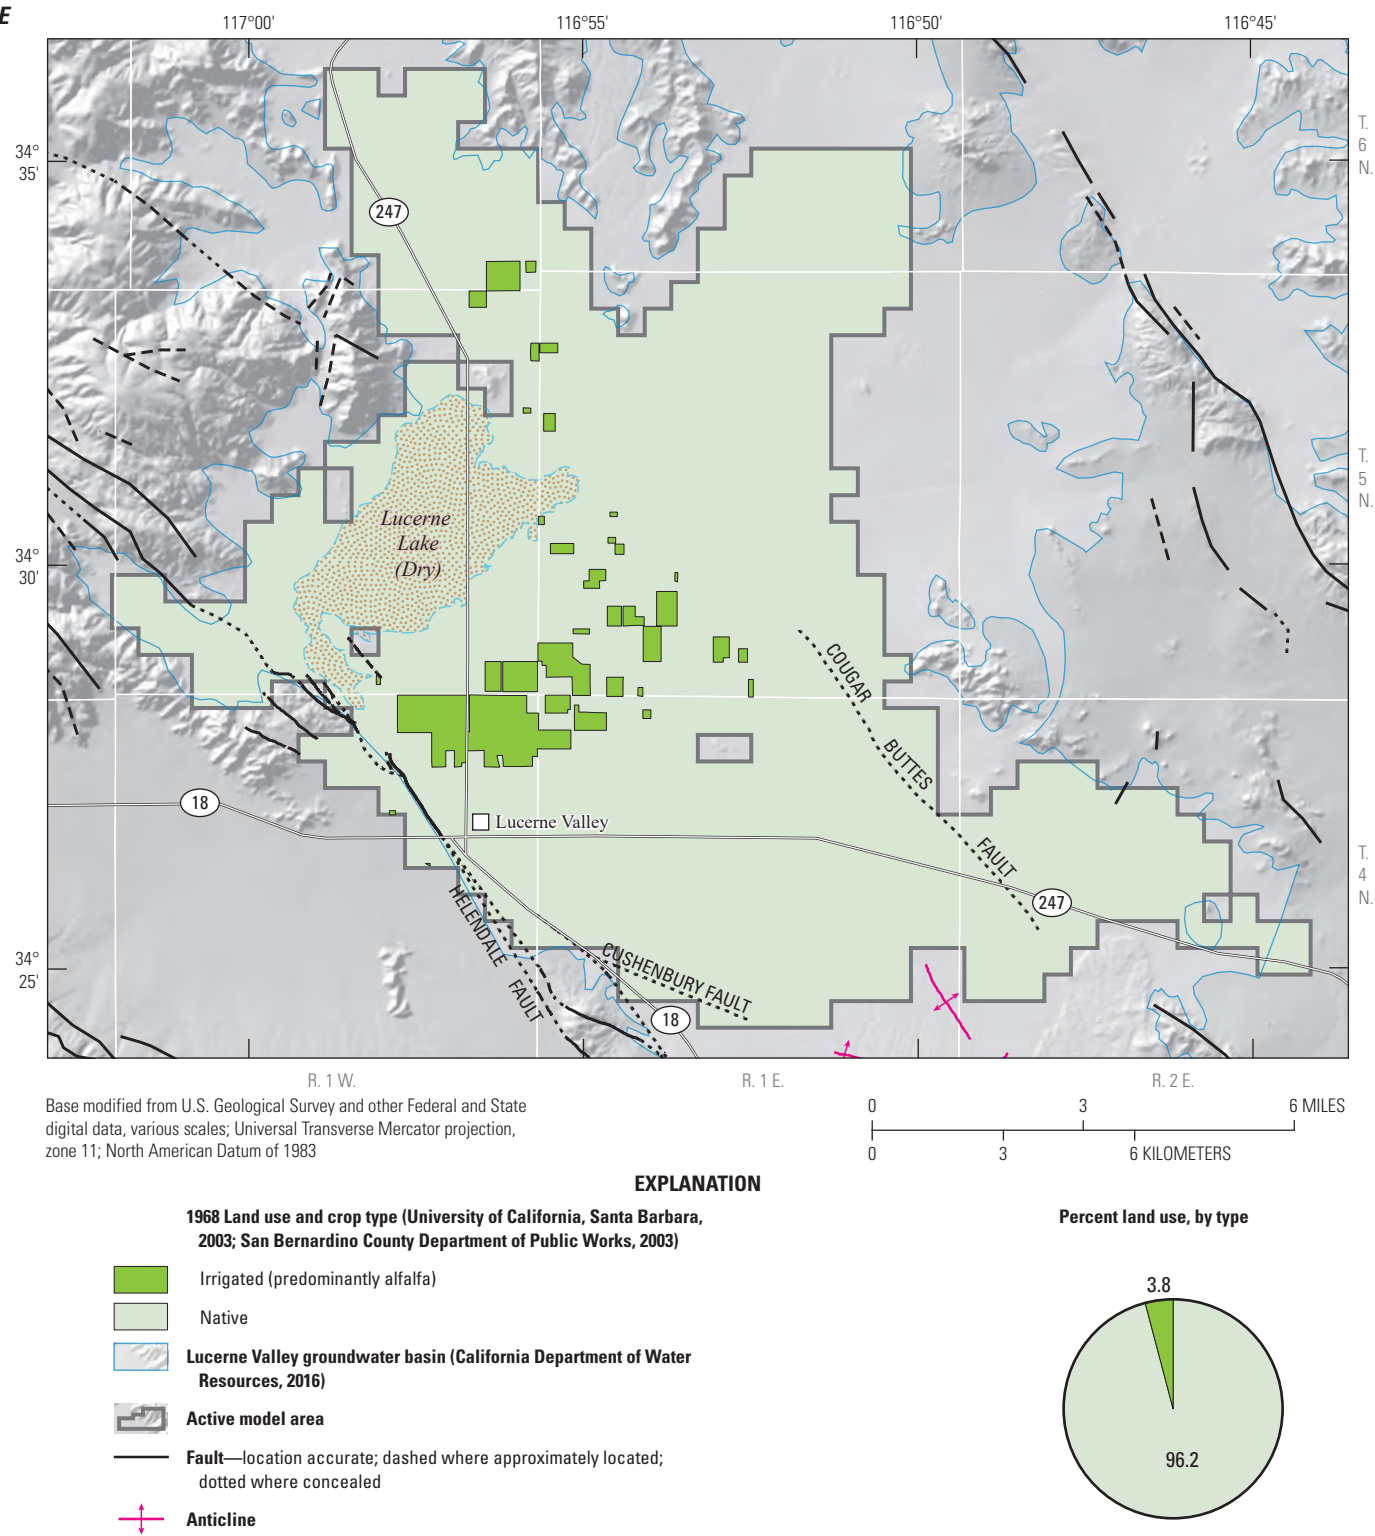 E
117°00'
116°55'
116°50'
116°45'
34°
35'
34°
30'
34°
25'
T.
6
N.
T.
5
N.
T.
4
N.
247
Lucerne
Lake
(Dry)
COUGAR
BUTTES
FAULT
18
Lucerne Valley
247
HELENDALE
FAULT
CUSHENBURY FAULT
18
R. 1 W.
R. 1 E.
R. 2 E.
Base modified from U.S. Geological Survey and other Federal and State
digital data, various scales; Universal Transverse Mercator projection,
zone 11; North American Datum of 1983
0 3 6 MILES
0 3 6 KILOMETERS
EXPLANATION
1968 Land use and crop type (University of California, Santa Barbara,
2003; San Bernardino County Department of Public Works, 2003)
Irrigated (predominantly alfalfa)
Native
Lucerne Valley groundwater basin (California Department of Water
Resources, 2016)
Active model area
Fault—location accurate; dashed where approximately located;
dotted where concealed
Anticline
Percent land use, by type
3.8
96.2